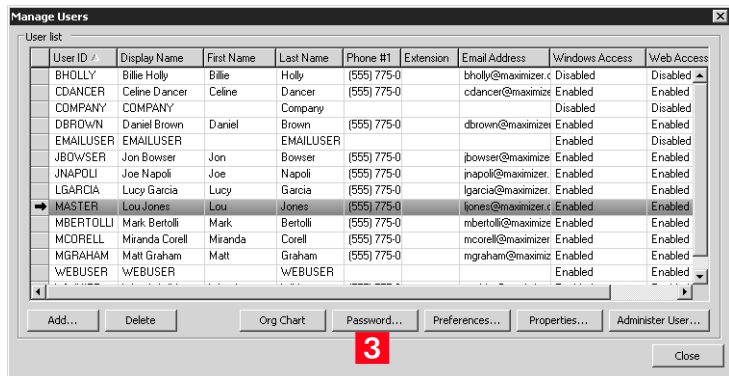 Manage Users
User list
User ID Display Name First Name Last Name Phone #1 Extension Email Address Windows Access Web Access
BHOLLY Billie Holly Billie Holly (555) 775-0 bholly@maximizer.c Disabled Disabled
CDANCER Celine Dancer Celine Dancer (555) 775-0 cdancer@maximize Enabled Enabled
COMPANY COMPANY Company Disabled Disabled
DBROWN Daniel Brown Daniel Brown (555) 775-0 dbrown@maximizer Enabled Enabled
EMAILUSER EMAILUSER EMAILUSER Enabled Disabled
JBOWSER Jon Bowser Jon Bowser (555) 775-0 jbowser@maximize Enabled Enabled
JNAPOLI Joe Napoli Joe Napoli (555) 775-0 jnapoli@maximizer. Enabled Enabled
LGARCIA Lucy Garcia Lucy Garcia (555) 775-0 lgarcia@maximizer. Enabled Enabled
MASTER Lou Jones Lou Jones (555) 775-0 ljones@maximizer.c Enabled Enabled
MBERTOLLI Mark Bertolli Mark Bertolli (555) 775-0 mbertolli@maximize Enabled Enabled
MCORELL Miranda Corell Miranda Corell (555) 775-0 mcorell@maximizer Enabled Enabled
MGRAHAM Matt Graham Matt Graham (555) 775-0 mgraham@maximiz Enabled Enabled
WEBUSER WEBUSER WEBUSER Enabled Enabled
Add... Delete Org Chart Password... Preferences... Properties... Administer User...
3
Close